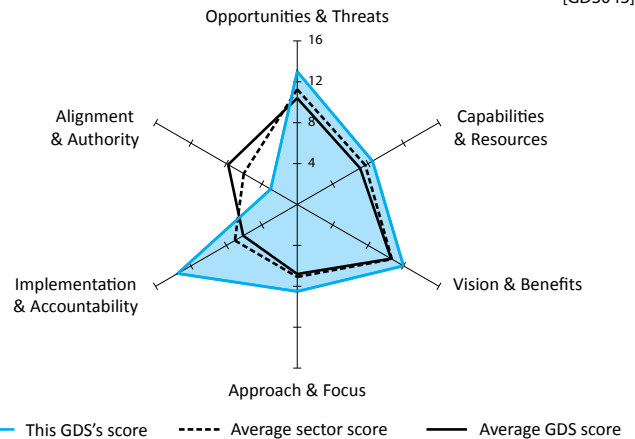 Opportunities & Threats
16
12
8
4
Alignment
& Authority
Capabilities
& Resources
Implementation
& Accountability
Vision & Benefits
Approach & Focus
This GDS's score
Average sector score
Average GDS score